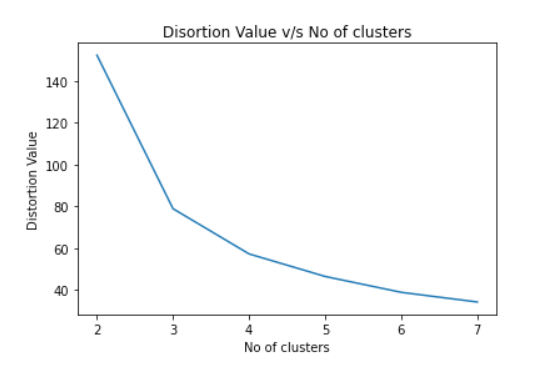 Disortion Value v/s No of clusters
140
120
100
80
60
40
Distortion Value
2 3 4 5 6 7
No of clusters